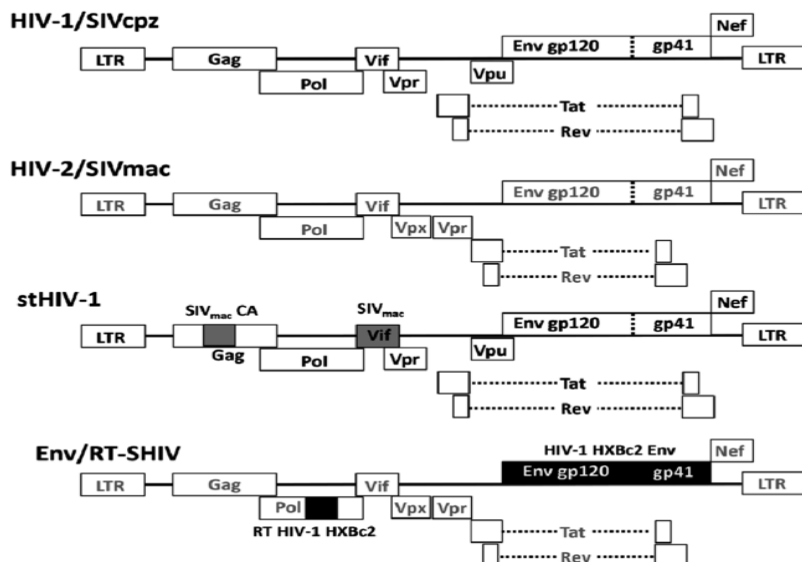 HIV-1/SIVcpz
Nef
LTR Gag Vif Env gp120 gp41 LTR
Pol Vpr Vpu
Tat
Rev
HIV-2/SIVmac
Nef
LTR Gag Vif Env gp120 gp41 LTR
Pol Vpx Vpr
Tat
Rev
stHIV-1
SIVmac CA SIVmac Nef
LTR Vif Env gp120 gp41 LTR
Gag
Pol Vpr Vpu
Tat
Rev
Env/RT-SHIV
HIV-1 HXBc2 Env Nef
LTR Gag Vif Env gp120 gp41 LTR
Pol Vpx Vpr
RT HIV-1 HXBc2 Tat
Rev